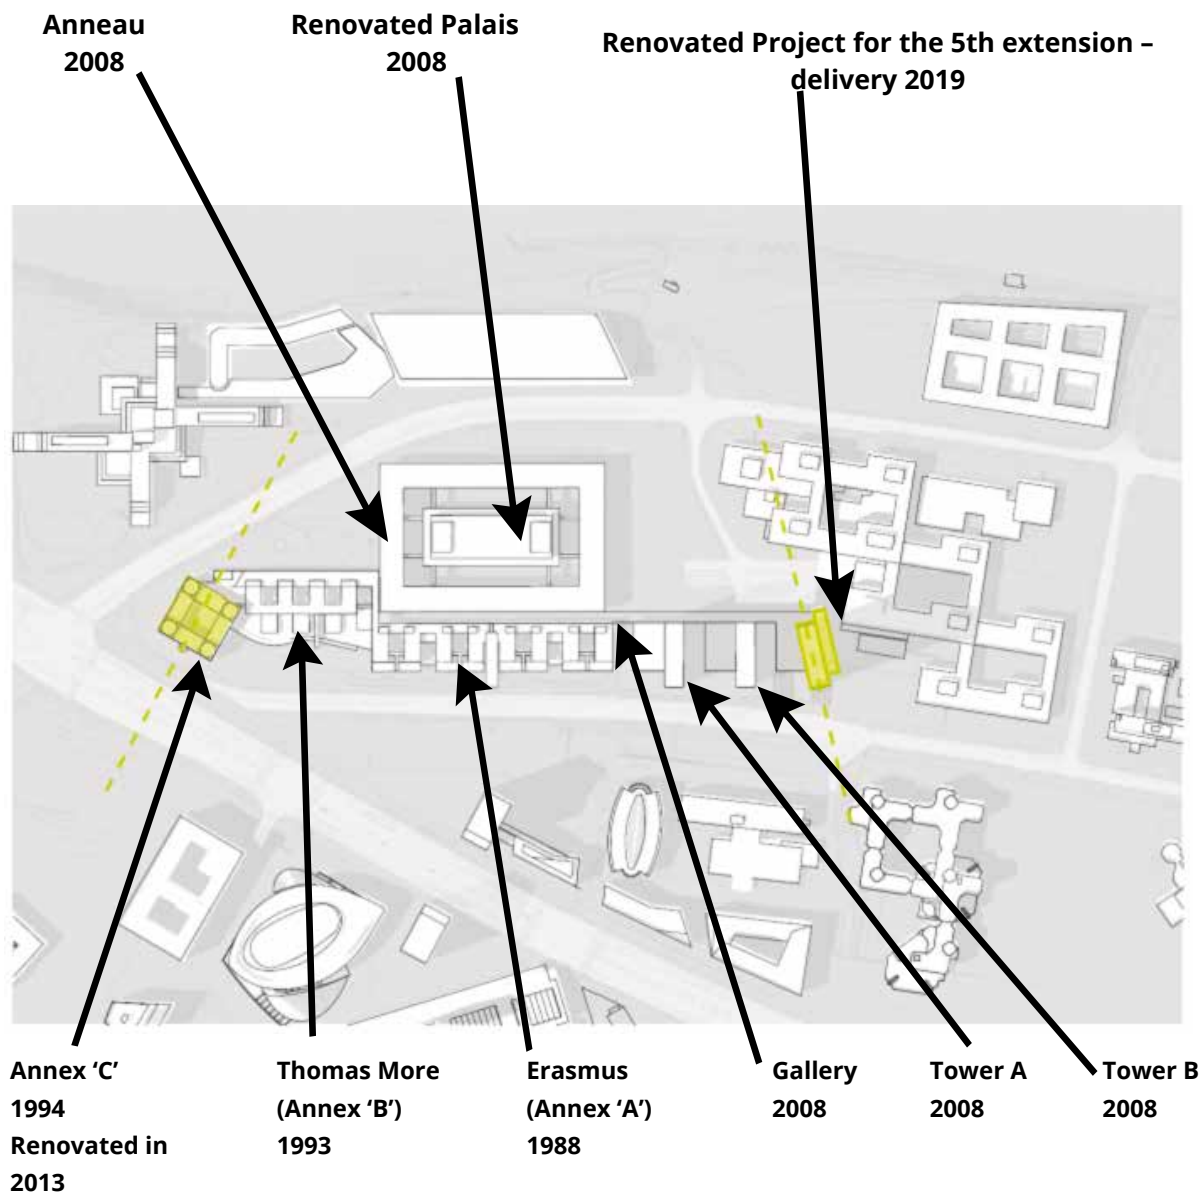 Anneau
2008
Renovated Palais
2008
Renovated Project for the 5th extension –
delivery 2019
Annex ‘C’
1994
Renovated in
2013
Thomas More
(Annex ‘B’)
1993
Erasmus
(Annex ‘A’)
1988
Gallery
2008
Tower A
2008
Tower B
2008